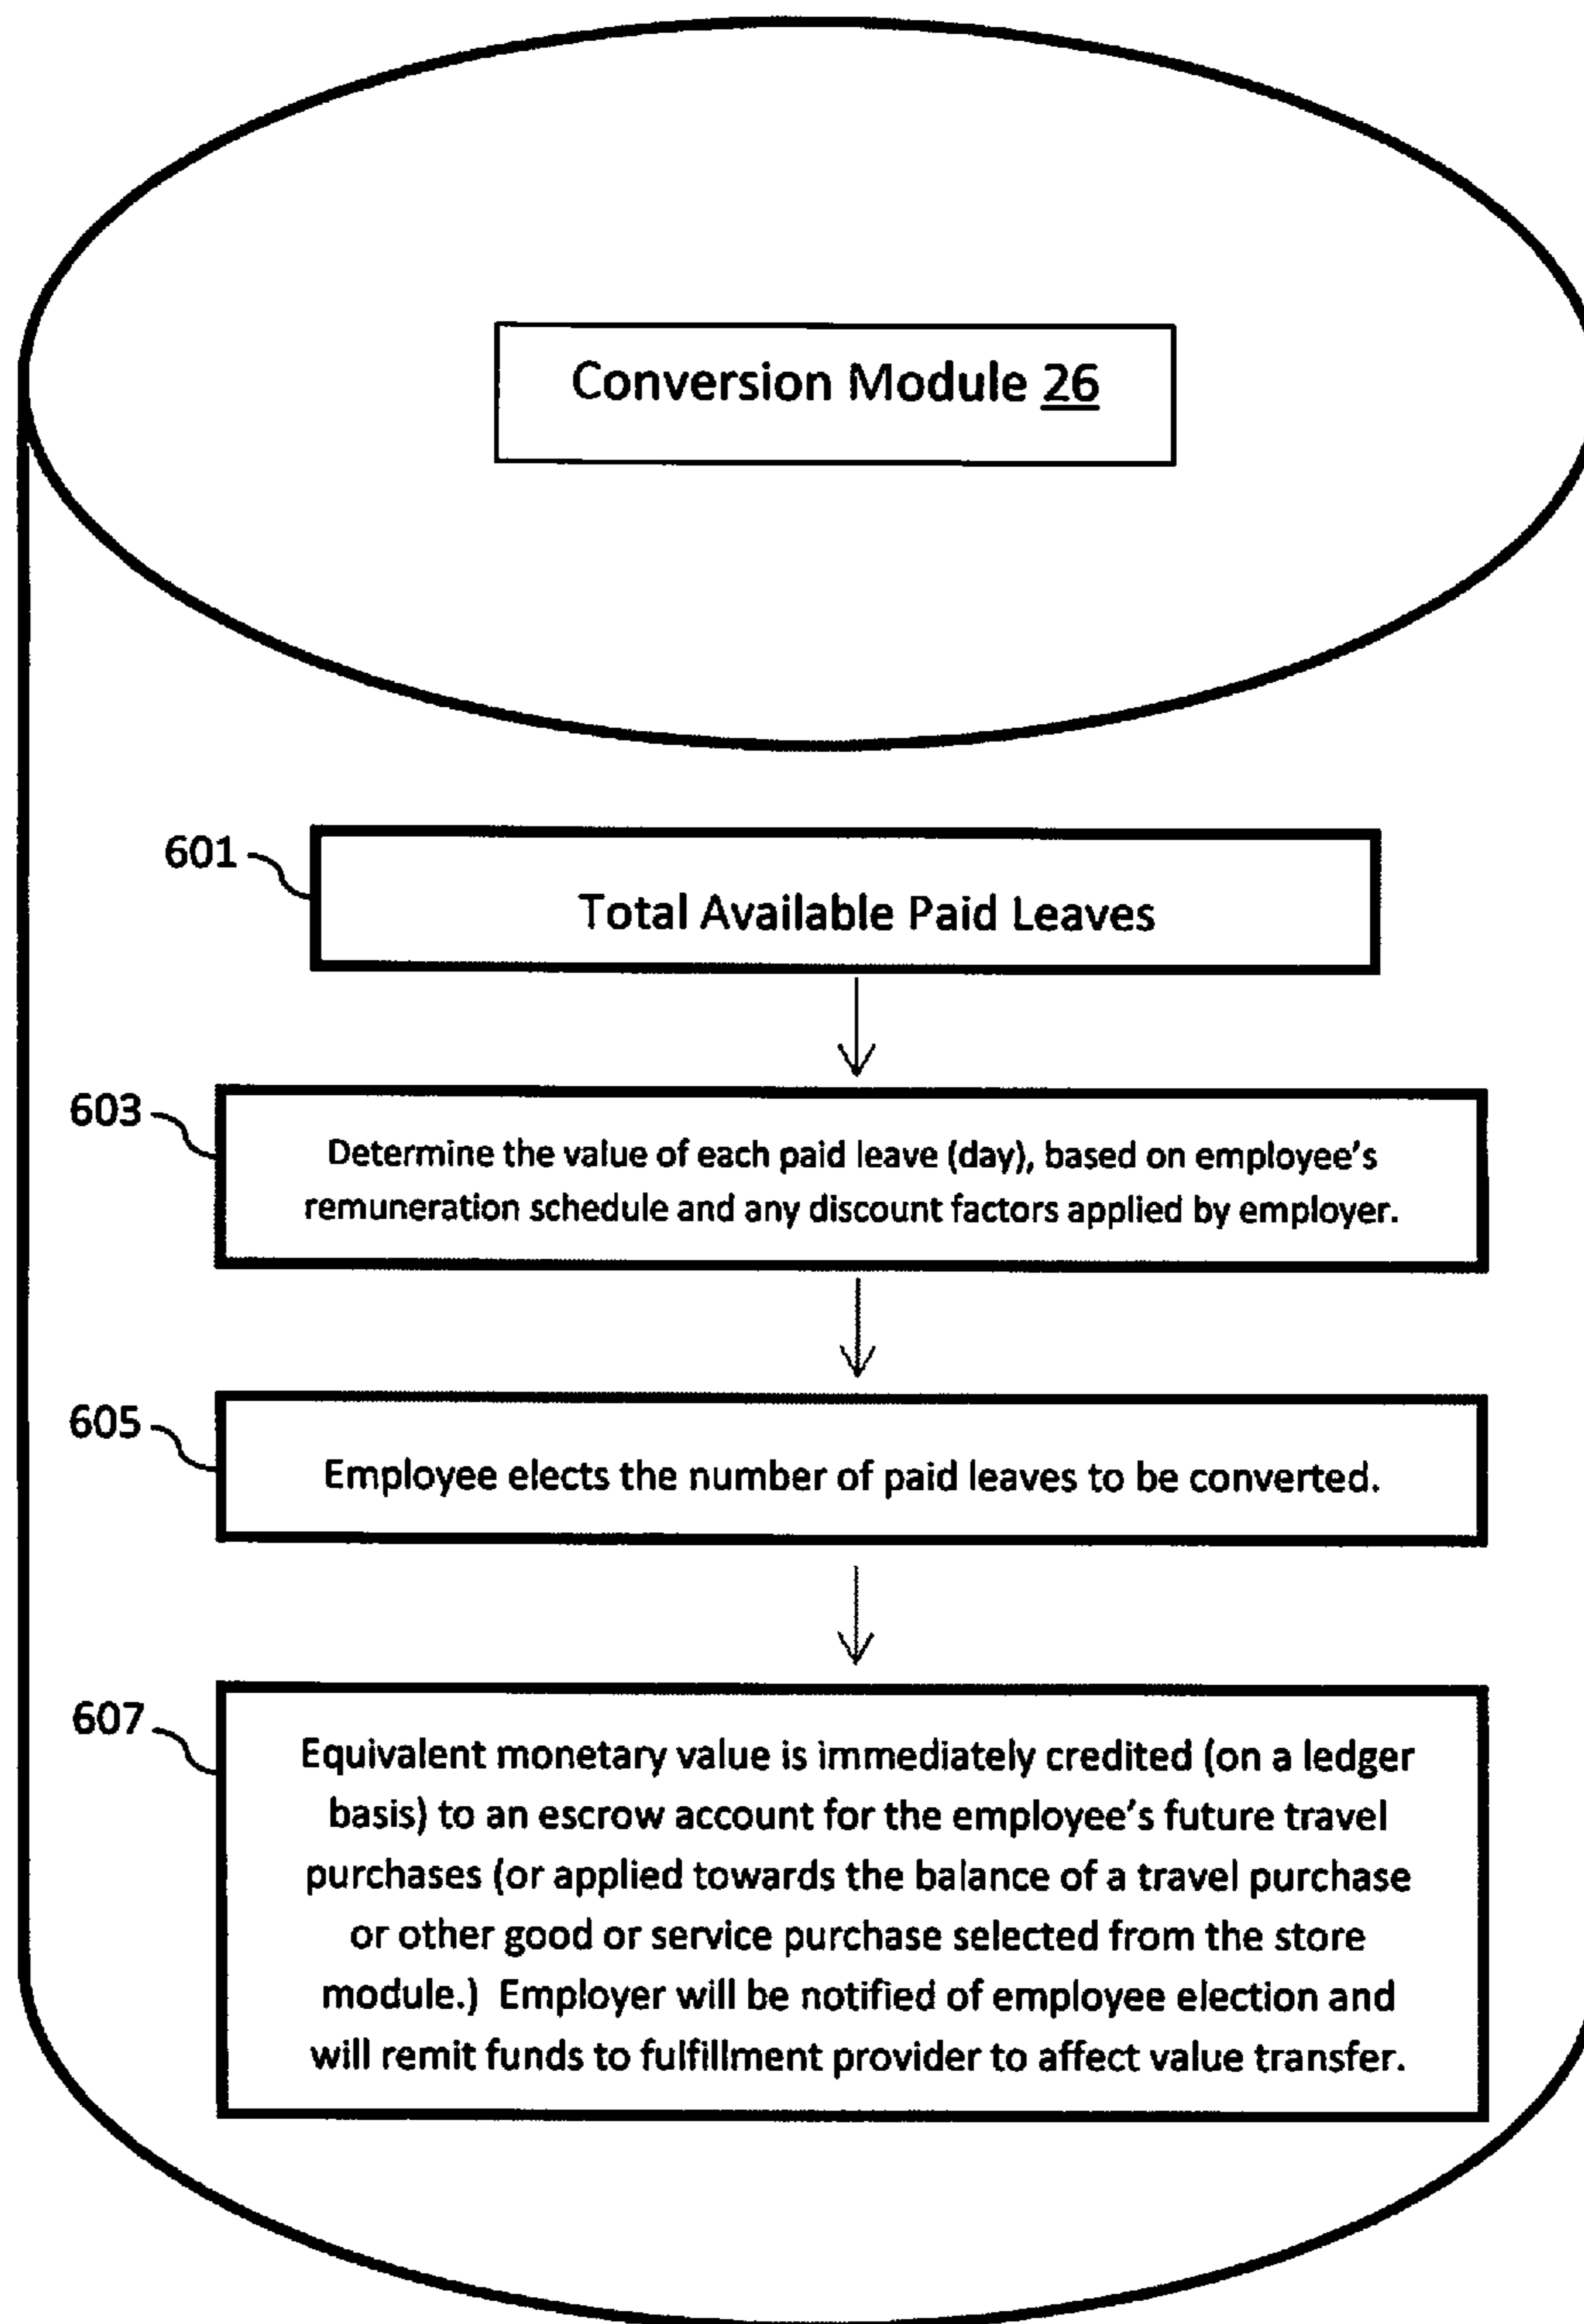 Conversion Module 26
601
Total Available Paid Leaves
603
Determine the value of each paid leave (day), based on employee's
remuneration schedule and any discount factors applied by employer.
605
Employee elects the number of paid leaves to be converted.
607
Equivalent monetary value is immediately credited (on a ledger
basis) to an escrow account for the employee's future travel
purchases (or applied towards the balance of a travel purchase
or other good or service purchase selected from the store
module.)  Employer will be notified of employee election and
will remit funds to fulfillment provider to affect value transfer.